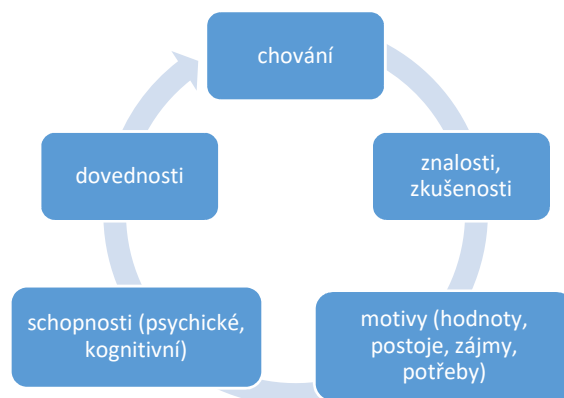 chování
znalosti,
zkušenosti
motivy (hodnoty,
postoje, zájmy,
potřeby)
schopnosti (psychické,
kognitivní)
dovednosti